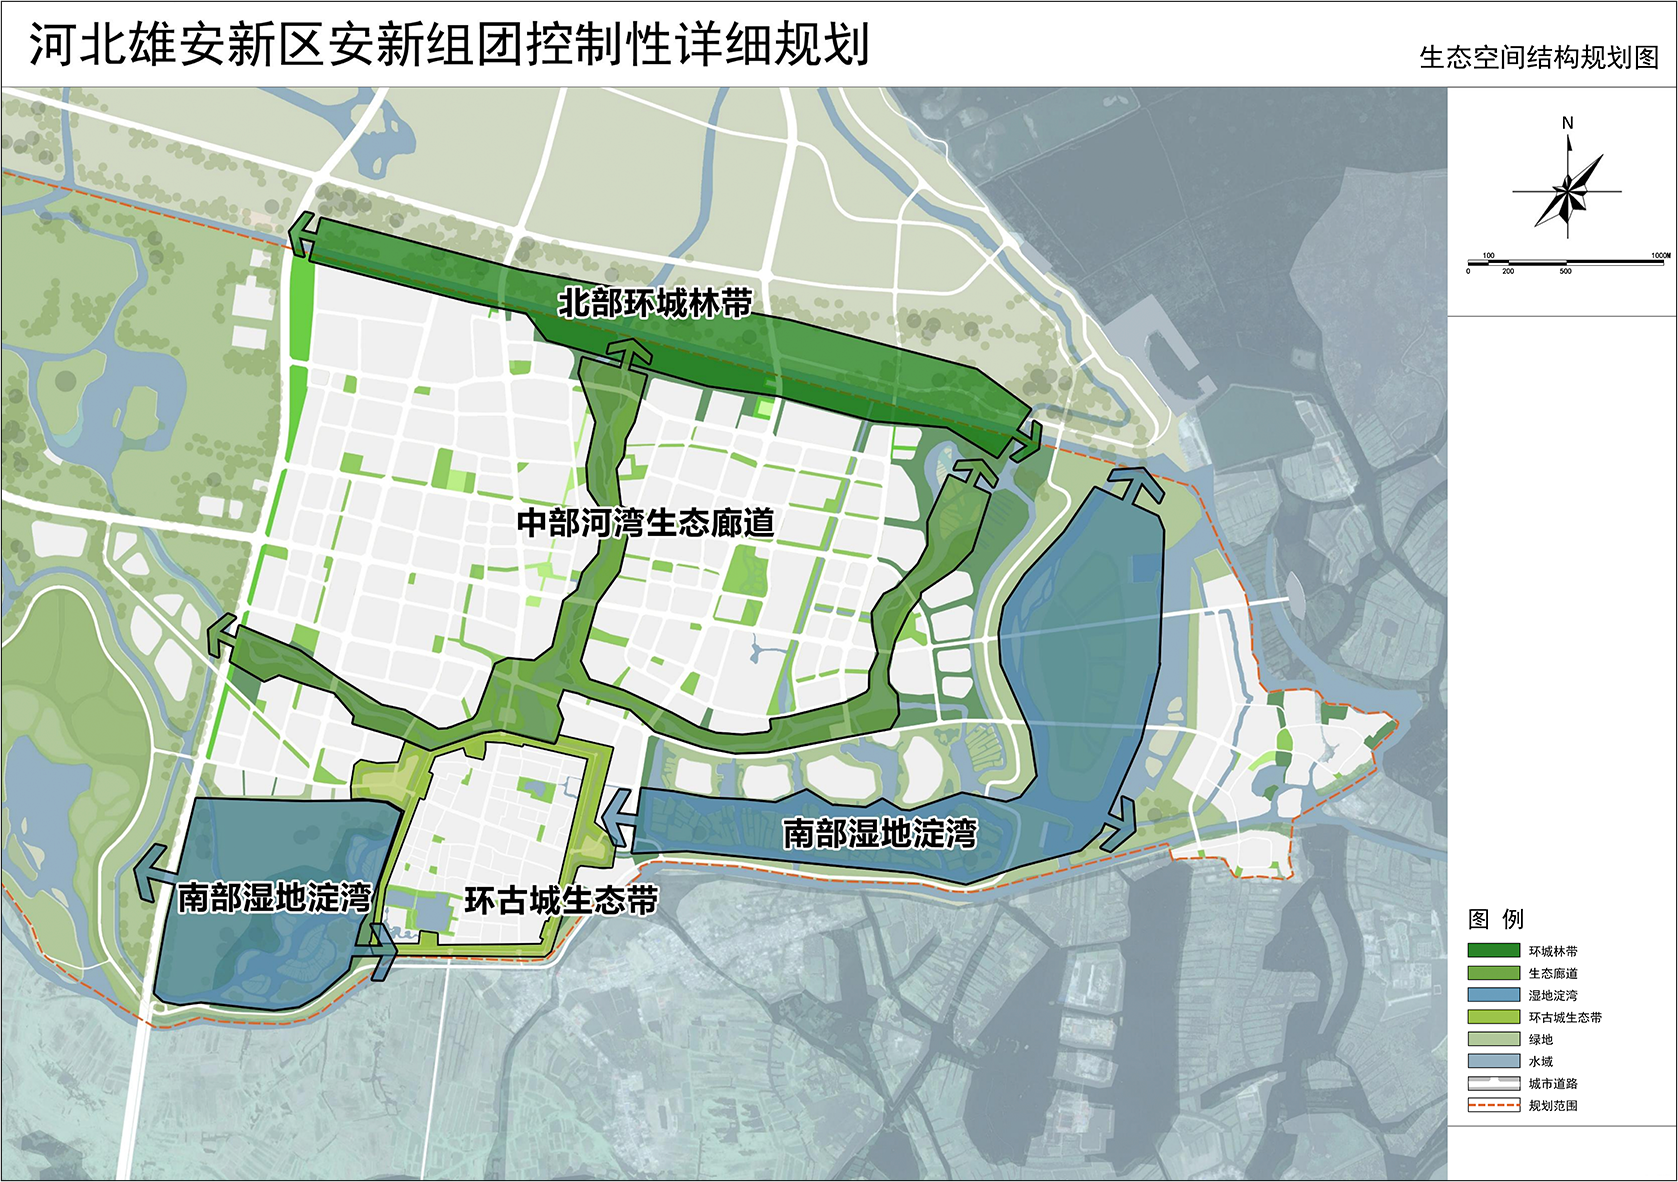 河北雄安新区安新组团控制性详细规划
生态空间结构规划图
N
100 1000M
0 200 500
北部环城林带
中部河湾生态廊道
南部湿地淀湾
南部湿地淀湾
环古城生态带
图 例
环城林带
生态廊道
湿地淀湾
环古城生态带
绿地
水域
城市道路
规划范围